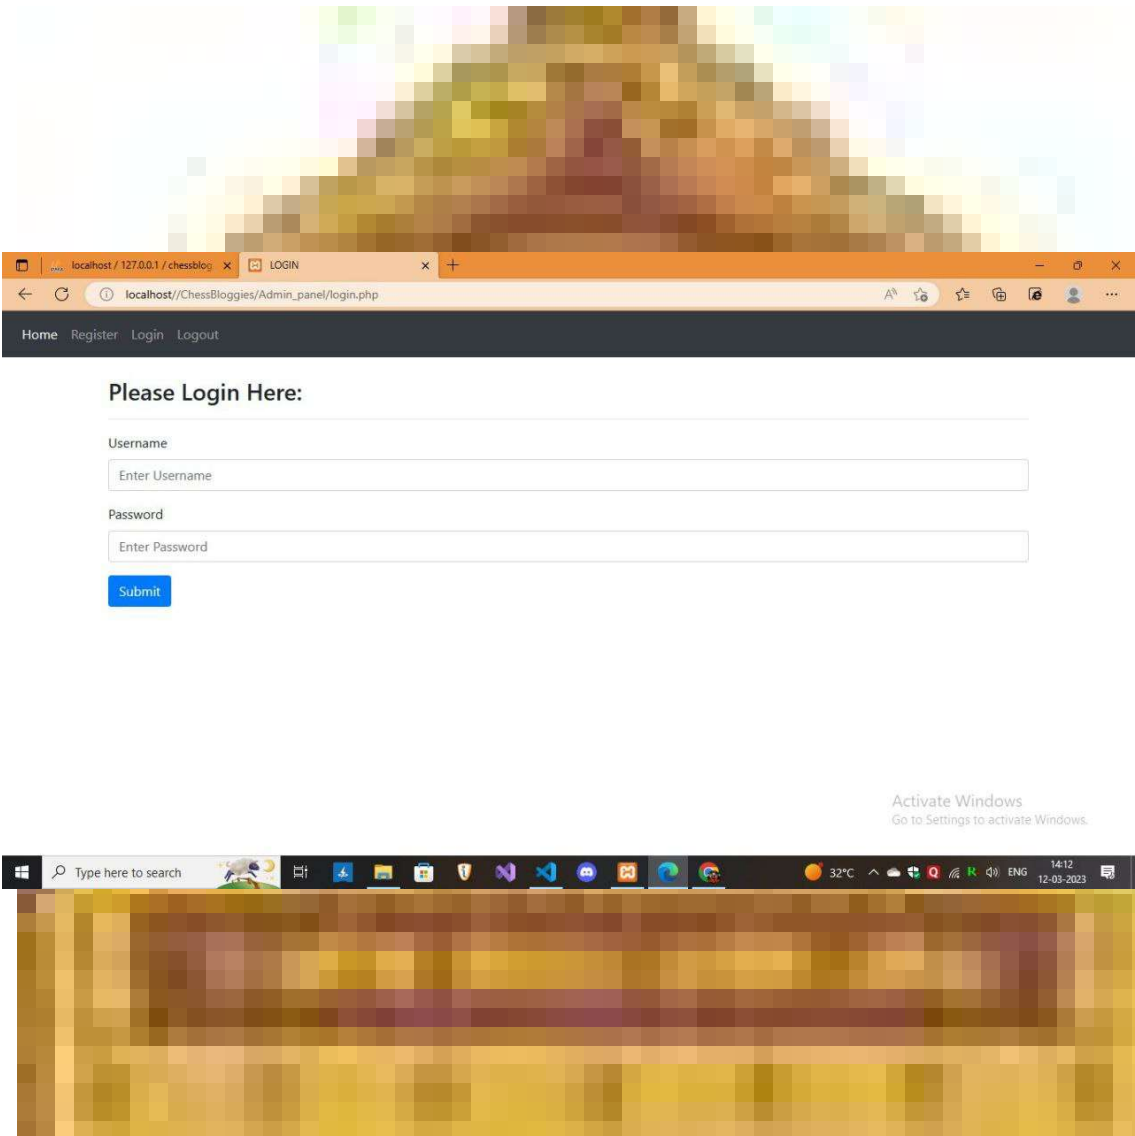 localhost / 127.0.0.1 / chessblog
LOGIN
localhost//ChessBloggies/Admin_panel/login.php
Home Register Login Logout
Please Login Here:
Username
Enter Username
Password
Enter Password
Submit
Activate Windows
Go to Settings to activate Windows.
Type here to search
32°C
ENG
14:12
12-03-2023